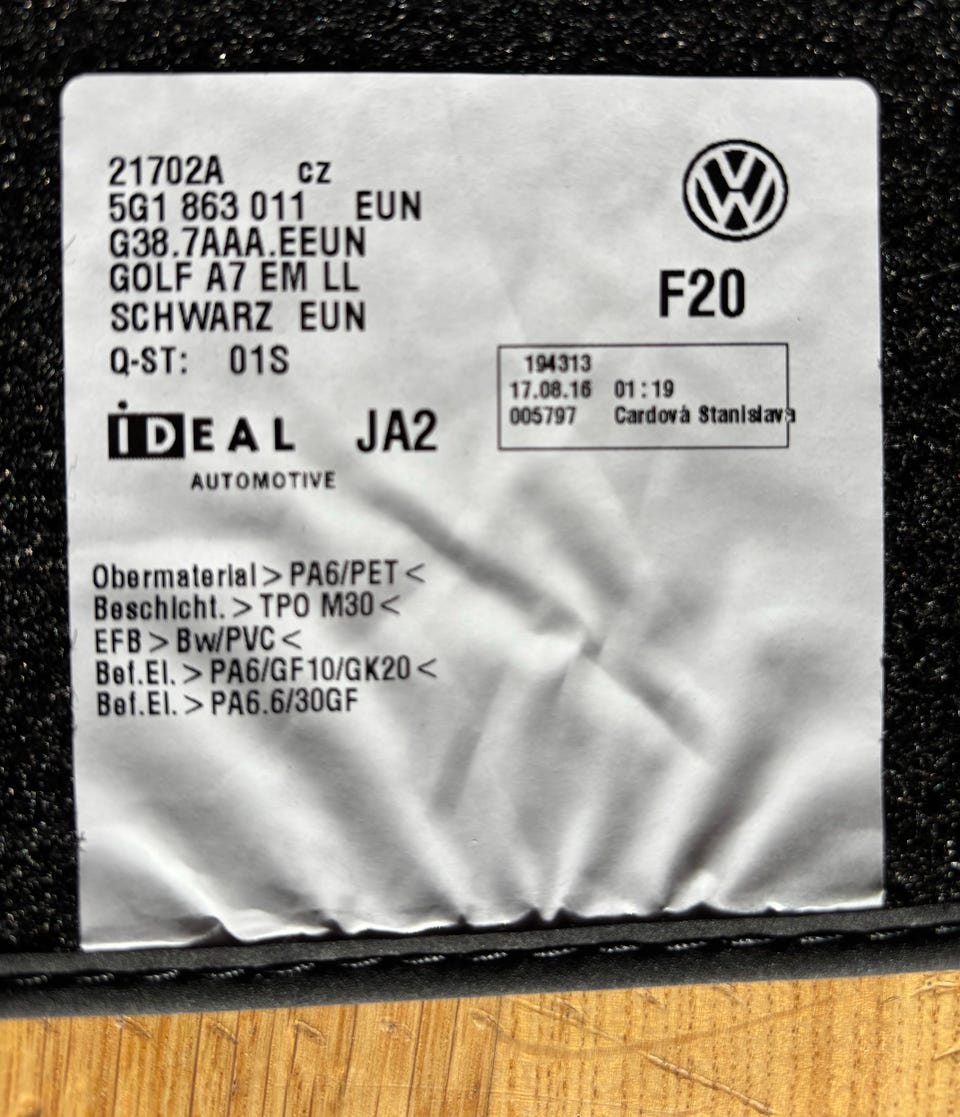 21702A CZ
5G1 863 011 EUN
G38.7AAA.EEUN
GOLF A7 EM LL
SCHWARZ EUN
Q-ST: 01S
VW
F20
194313
17.08.16 01:19
005797 Cardová Stanislava
iDEAL JA2
AUTOMOTIVE
Obermaterial > PA6/PET <
Beschicht. > TPO M30 <
EFB > Bw/PVC <
Bef.El. > PA6/GF10/GK20 <
Bef.El. > PA6.6/30GF